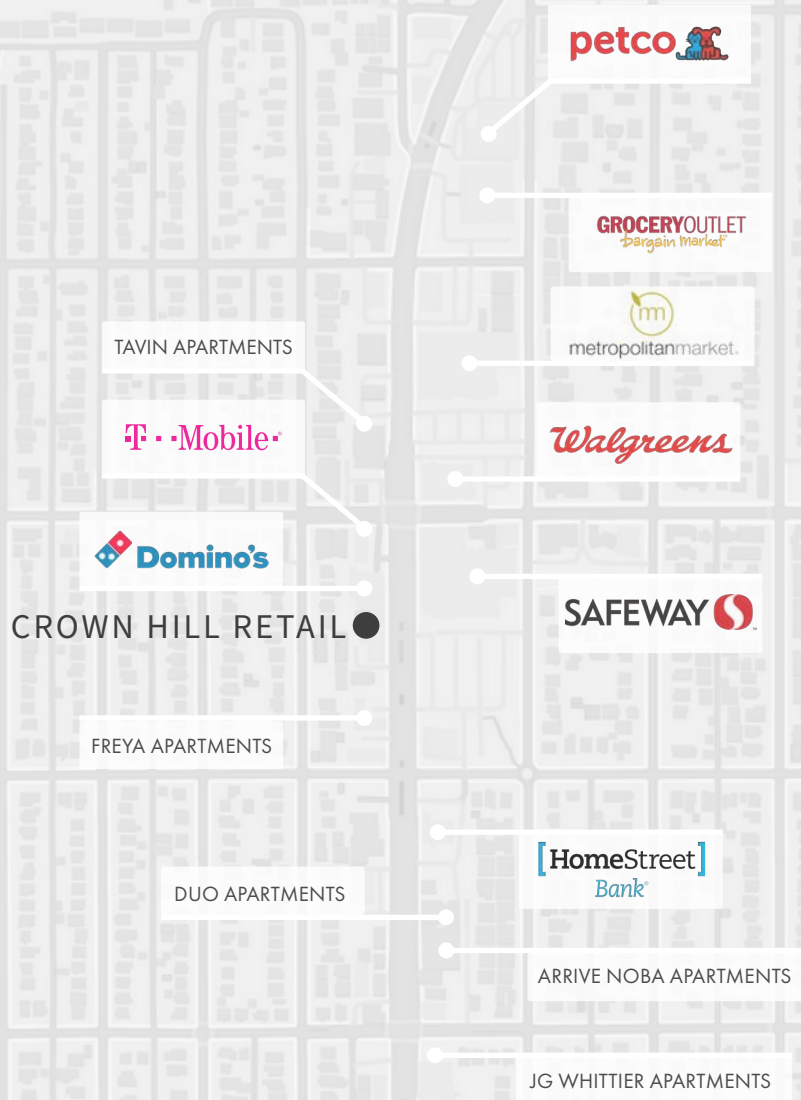 petco
GROCERYOUTLET
bargain market
metropolitanmarket.
TAVIN APARTMENTS
T··Mobile·
Walgreens
Domino's
SAFEWAY
CROWN HILL RETAIL
FREYA APARTMENTS
[HomeStreet]
Bank
DUO APARTMENTS
ARRIVE NOBA APARTMENTS
JG WHITTIER APARTMENTS